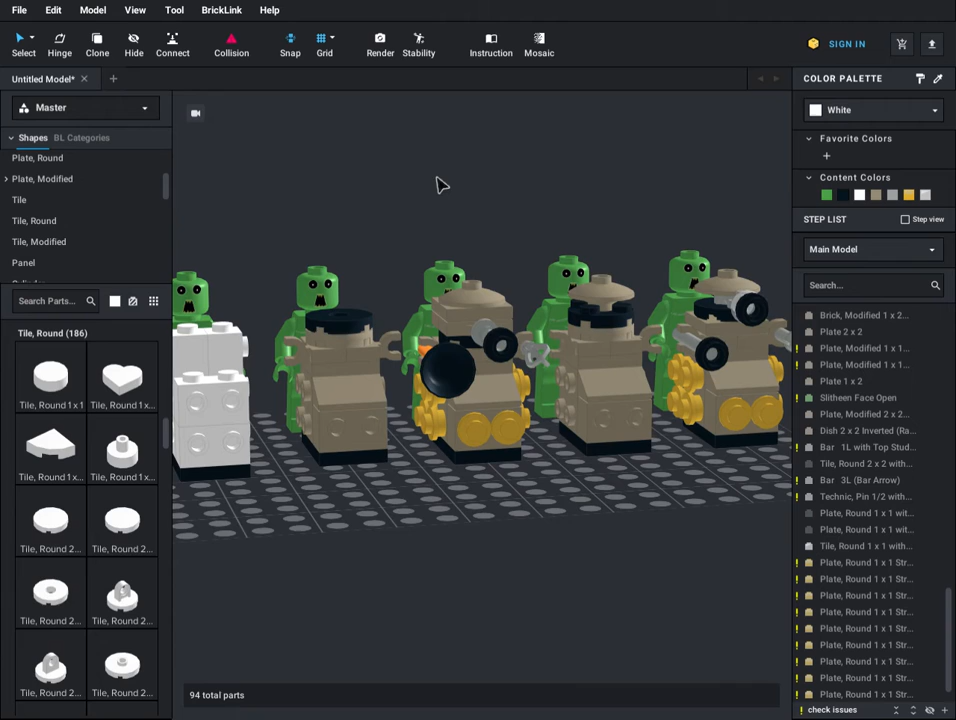 File Edit Model View Tool BrickLink Help
Select Hinge Clone Hide Connect Collision Snap Grid Render Stability Instruction Mosaic SIGN IN
Untitled Model*
COLOR PALETTE
Master
White
Shapes BL Categories
Favorite Colors
Plate, Round
Plate, Modified
Content Colors
Tile
Tile, Round
STEP LIST Step view
Tile, Modified
Main Model
Panel
Search Parts...
Search...
Tile, Round (186)
Tile, Round 1x1 Tile, Round 1x...
Tile, Round 1x... Tile, Round 1x...
Tile, Round 2... Tile, Round 2...
Tile, Round 2... Tile, Round 2...
Tile, Round 2... Tile, Round 2...
Brick, Modified 1 x 2...
Plate 2 x 2
Plate, Modified 1 x 1...
Plate, Modified 1 x 1...
Plate 1 x 2
Slitheen Face Open
Plate, Modified 2 x 2...
Dish 2 x 2 Inverted (Ra...
Bar 1L with Top Stud...
Tile, Round 2 x 2 with...
Bar 3L (Bar Arrow)
Technic, Pin 1/2 with...
Plate, Round 1 x 1 wit...
Plate, Round 1 x 1 wit...
Tile, Round 1 x 1 with...
Plate, Round 1 x 1 Str...
Plate, Round 1 x 1 Str...
Plate, Round 1 x 1 Str...
Plate, Round 1 x 1 Str...
Plate, Round 1 x 1 Str...
Plate, Round 1 x 1 Str...
Plate, Round 1 x 1 Str...
Plate, Round 1 x 1 Str...
Plate, Round 1 x 1 Str...
94 total parts
! check issues